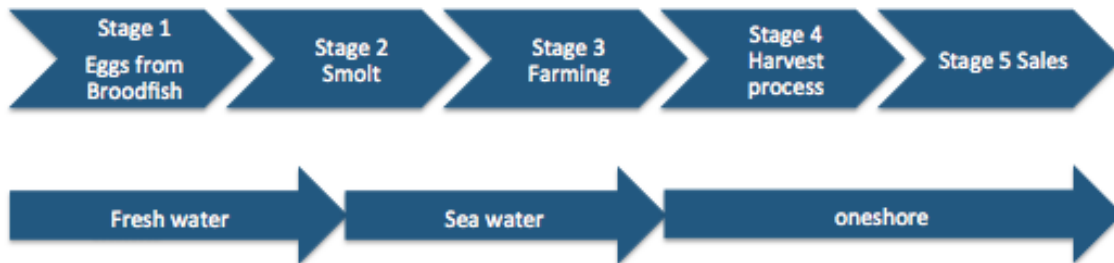 Stage 1
Eggs from
Broodfish
Stage 2
Smolt
Stage 3
Farming
Stage 4
Harvest
process
Stage 5 Sales
Fresh water
Sea water
oneshore